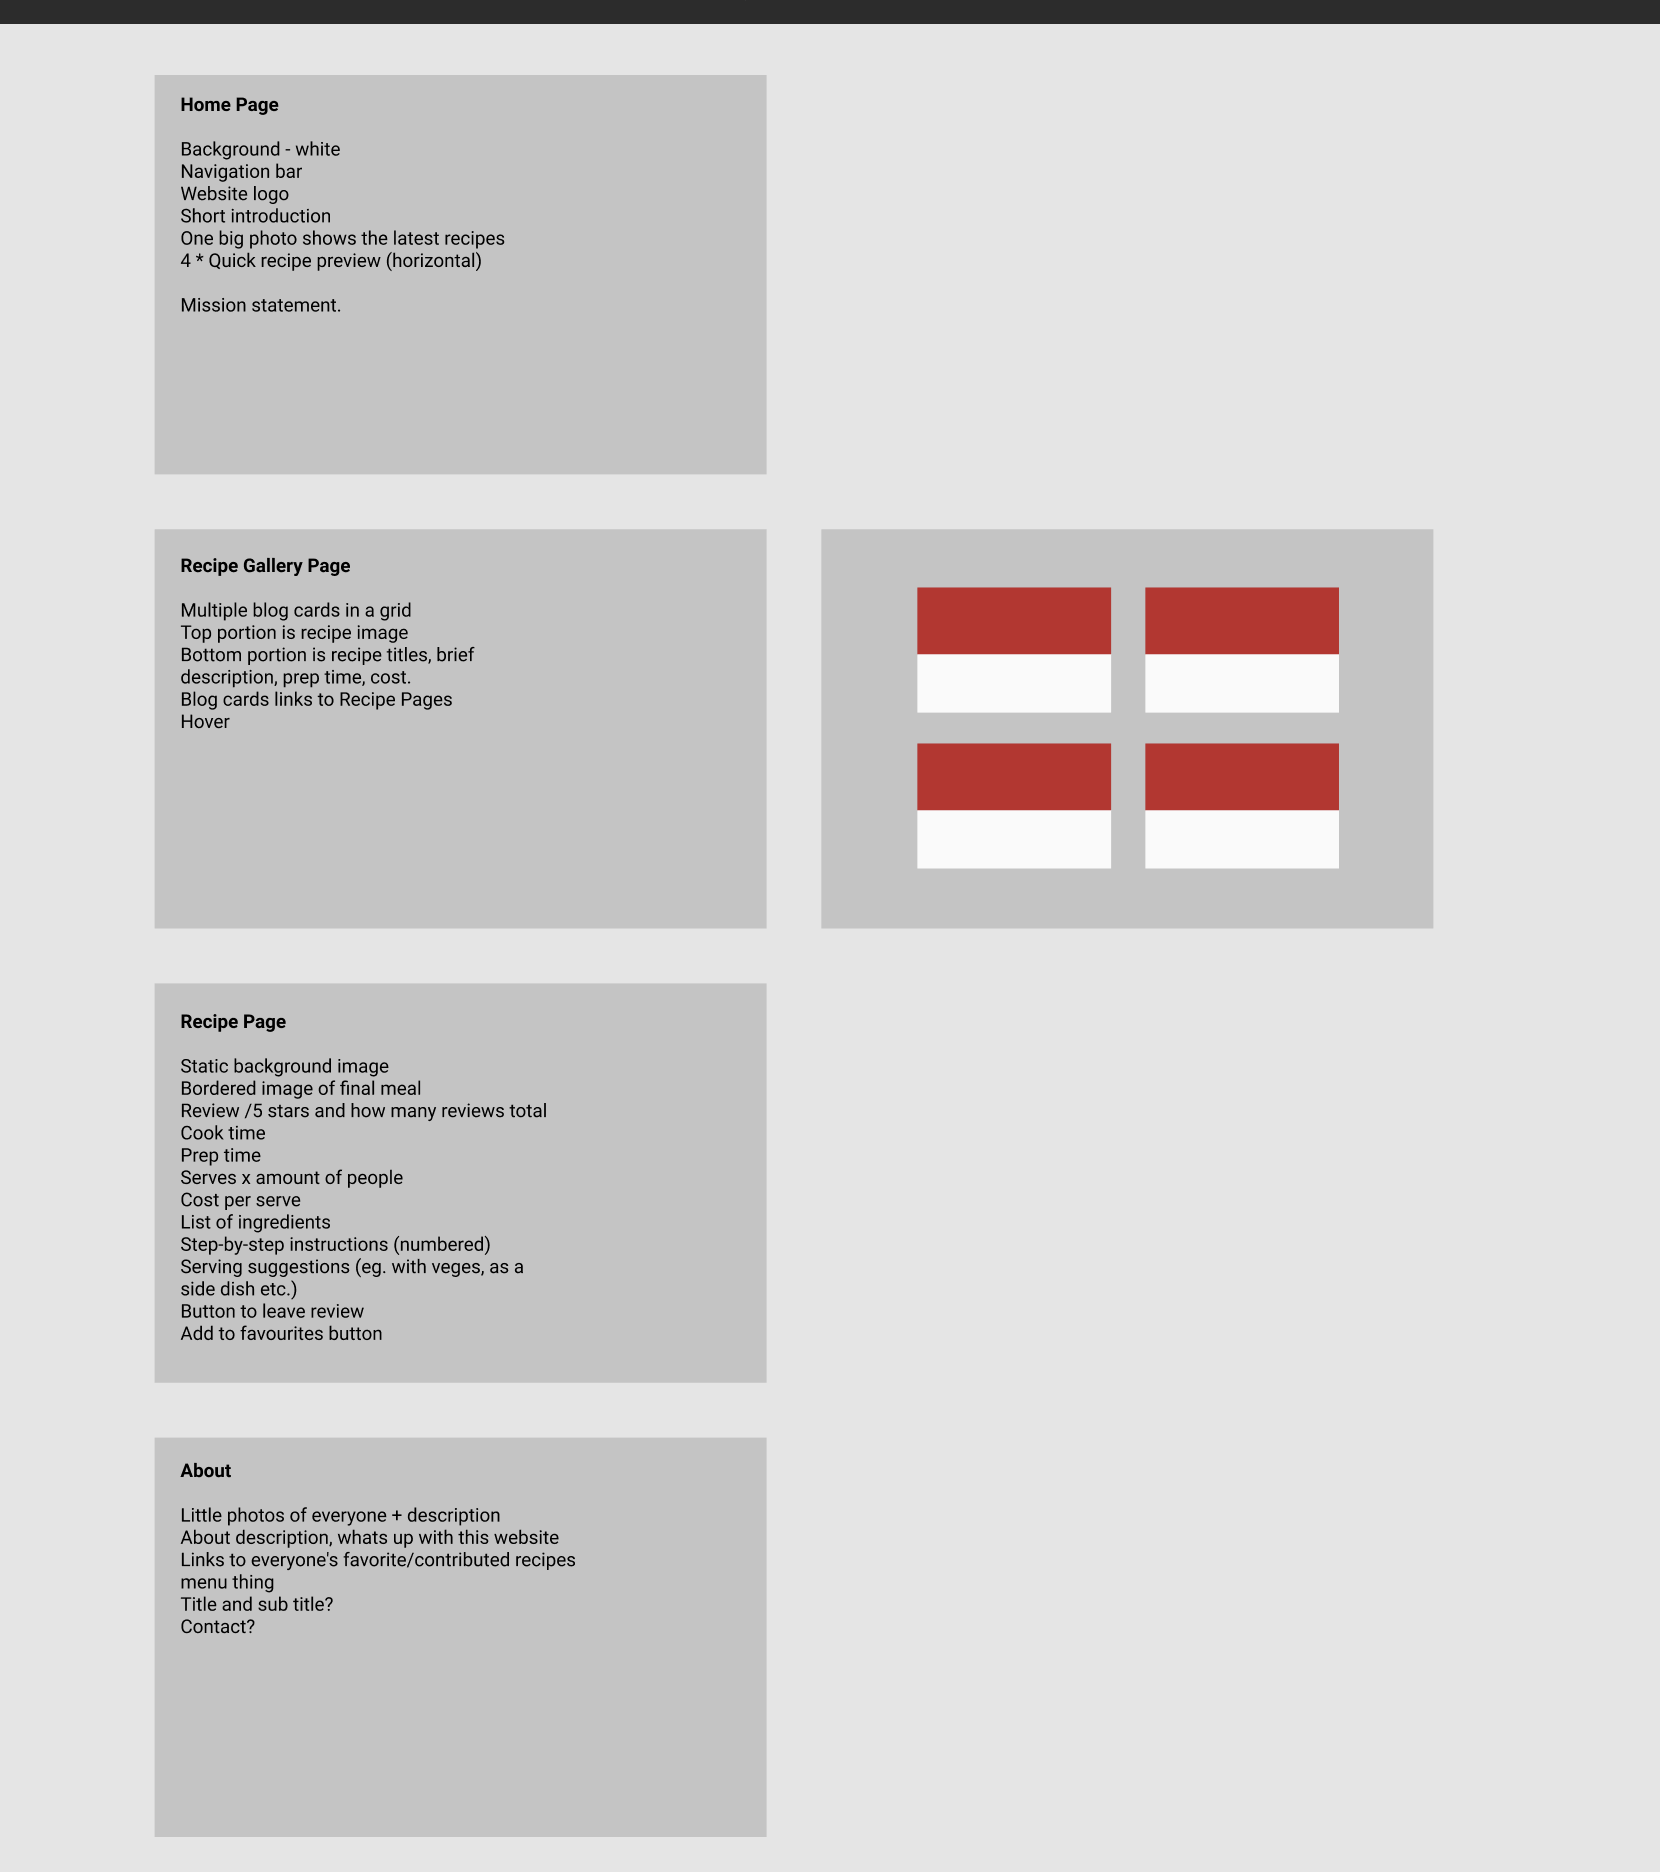 Home Page
Background - white
Navigation bar
Website logo
Short introduction
One big photo shows the latest recipes
4 * Quick recipe preview (horizontal)
Mission statement.
Recipe Gallery Page
Multiple blog cards in a grid
Top portion is recipe image
Bottom portion is recipe titles, brief
description, prep time, cost.
Blog cards links to Recipe Pages
Hover
Recipe Page
Static background image
Bordered image of final meal
Review /5 stars and how many reviews total
Cook time
Prep time
Serves x amount of people
Cost per serve
List of ingredients
Step-by-step instructions (numbered)
Serving suggestions (eg. with veges, as a
side dish etc.)
Button to leave review
Add to favourites button
About
Little photos of everyone + description
About description, whats up with this website
Links to everyone's favorite/contributed recipes
menu thing
Title and sub title?
Contact?